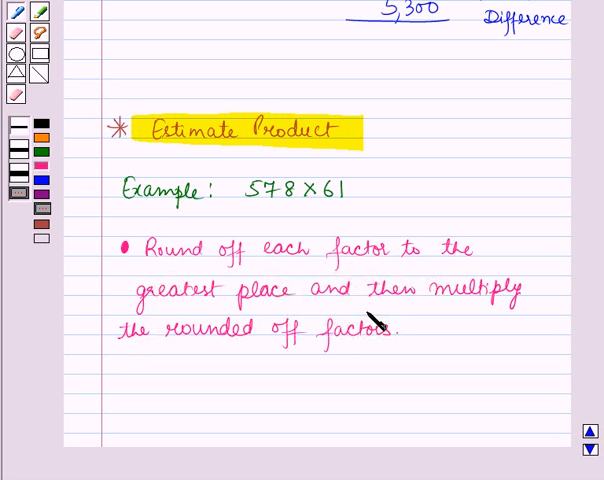 5,300
Difference
* Estimate Product
Example: 578 × 61
• Round off each factor to the
greatest place and then multiply
the rounded off factors.